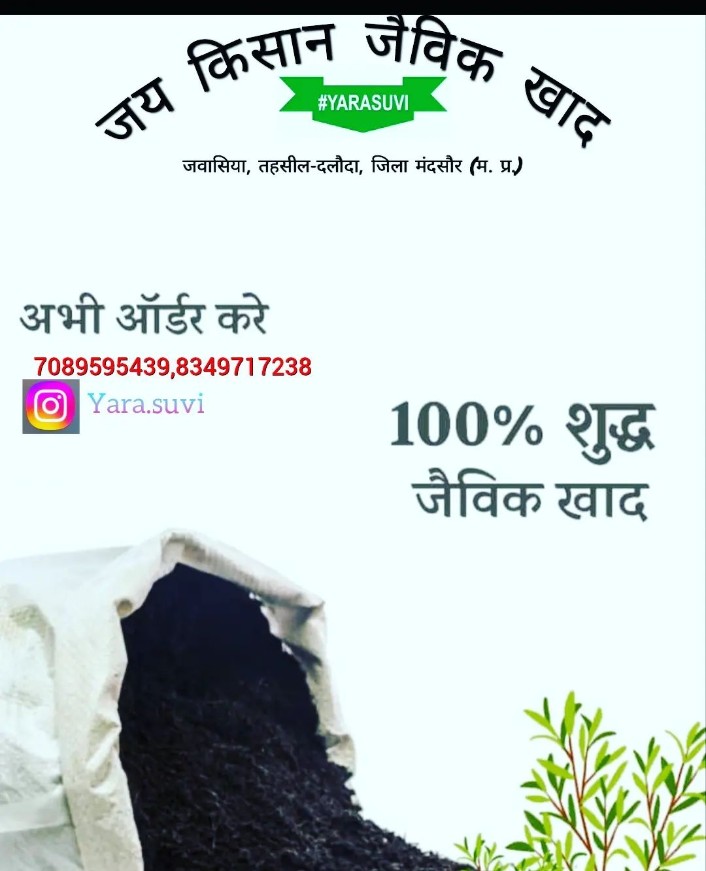 जय किसान जैविक खाद
#YARASUVI
जवासिया, तहसील-दलौदा, जिला मंदसौर (म. प्र.)
अभी ऑर्डर करे
7089595439,8349717238
Yara.suvi
100% शुद्ध
जैविक खाद